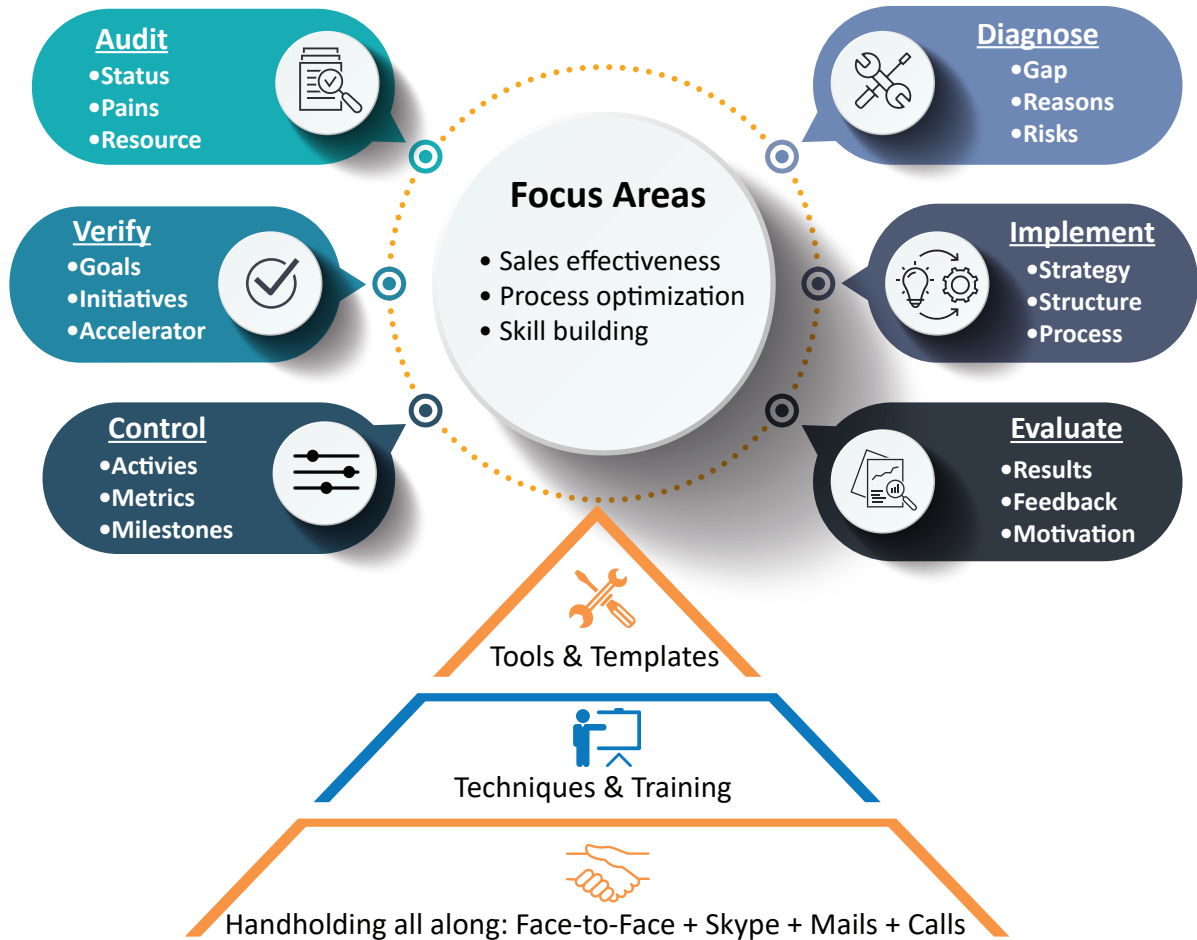 Audit
•Status
•Pains
•Resource
Diagnose
•Gap
•Reasons
•Risks
Verify
•Goals
•Initiatives
•Accelerator
Focus Areas
• Sales effectiveness
• Process optimization
• Skill building
Implement
•Strategy
•Structure
•Process
Control
•Activies
•Metrics
•Milestones
Evaluate
•Results
•Feedback
•Motivation
Tools & Templates
Techniques & Training
Handholding all along: Face-to-Face + Skype + Mails + Calls